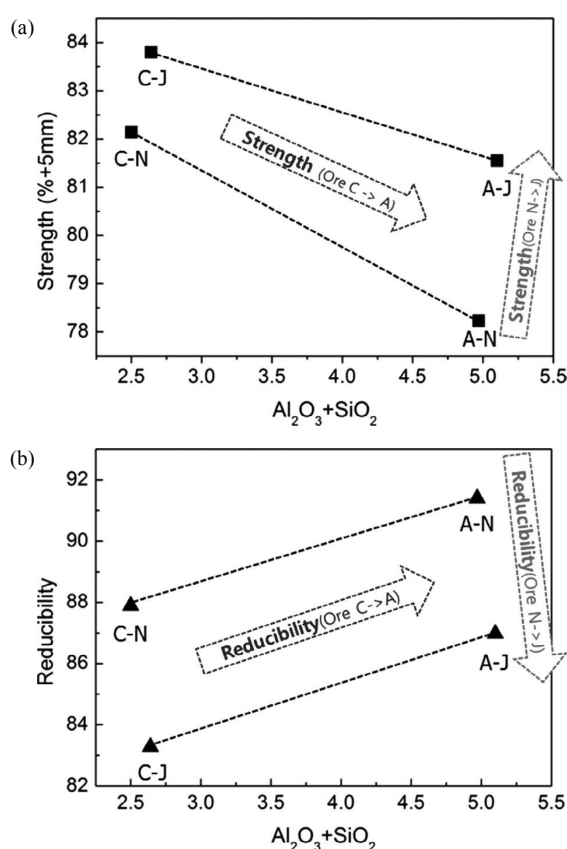 (a)
84
83
82
81
80
79
78
Strength (%+5mm)
C-J
C-N
A-J
A-N
Strength (Ore C -> A)
Strength(Ore N->J)
2.5 3.0 3.5 4.0 4.5 5.0 5.5
Al₂O₃+SiO₂
(b)
92
90
88
86
84
82
Reducibility
A-N
C-N
A-J
C-J
Reducibility(Ore C->A)
Reducibility(Ore N->J)
2.5 3.0 3.5 4.0 4.5 5.0 5.5
Al₂O₃+SiO₂